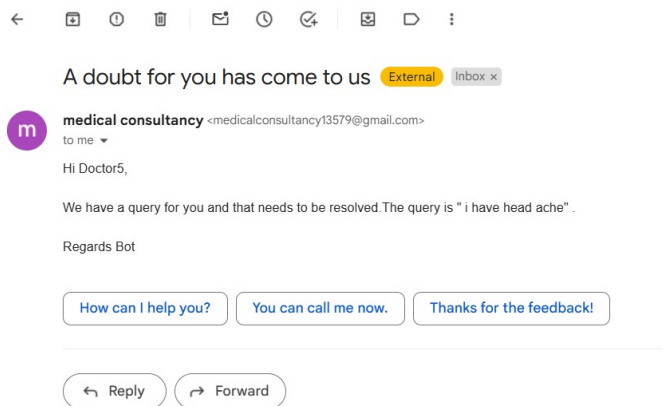 A doubt for you has come to us External Inbox ×
m medical consultancy <medicalconsultancy13579@gmail.com>
to me
Hi Doctor5,
We have a query for you and that needs to be resolved.The query is " i have head ache" .
Regards Bot
How can I help you? You can call me now. Thanks for the feedback!
Reply Forward